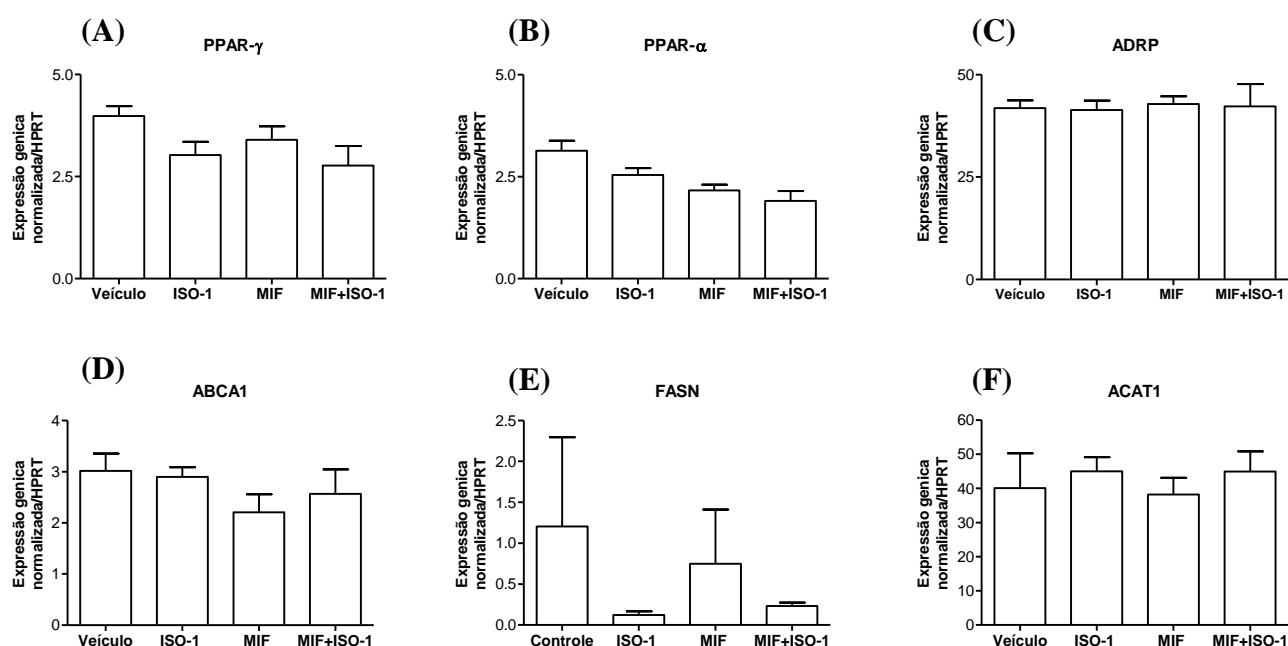 (A)
PPAR-γ
Expressão genica
normalizada/HPRT
5.0
2.5
0.0
Veículo ISO-1 MIF MIF+ISO-1
(B)
PPAR-α
Expressão genica
normalizada/HPRT
5.0
2.5
0.0
Veículo ISO-1 MIF MIF+ISO-1
(C)
ADRP
Expressão genica
normalizada/HPRT
50
25
0
Veículo ISO-1 MIF MIF+ISO-1
(D)
ABCA1
Expressão genica
normalizada/HPRT
4
3
2
1
0
Veículo ISO-1 MIF MIF+ISO-1
(E)
FASN
Expressão genica
normalizada/HPRT
2.5
2.0
1.5
1.0
0.5
0.0
Controle ISO-1 MIF MIF+ISO-1
(F)
ACAT1
Expressão genica
normalizada/HPRT
60
50
40
30
20
10
0
Veículo ISO-1 MIF MIF+ISO-1